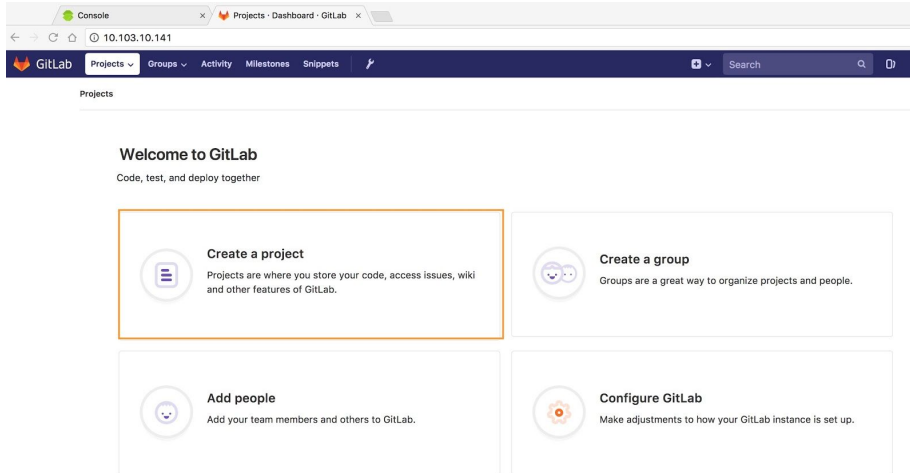 Console
Projects · Dashboard · GitLab
10.103.10.141
GitLab Projects Groups Activity Milestones Snippets Search
Projects
Welcome to GitLab
Code, test, and deploy together
Create a project
Projects are where you store your code, access issues, wiki
and other features of GitLab.
Create a group
Groups are a great way to organize projects and people.
Add people
Add your team members and others to GitLab.
Configure GitLab
Make adjustments to how your GitLab instance is set up.